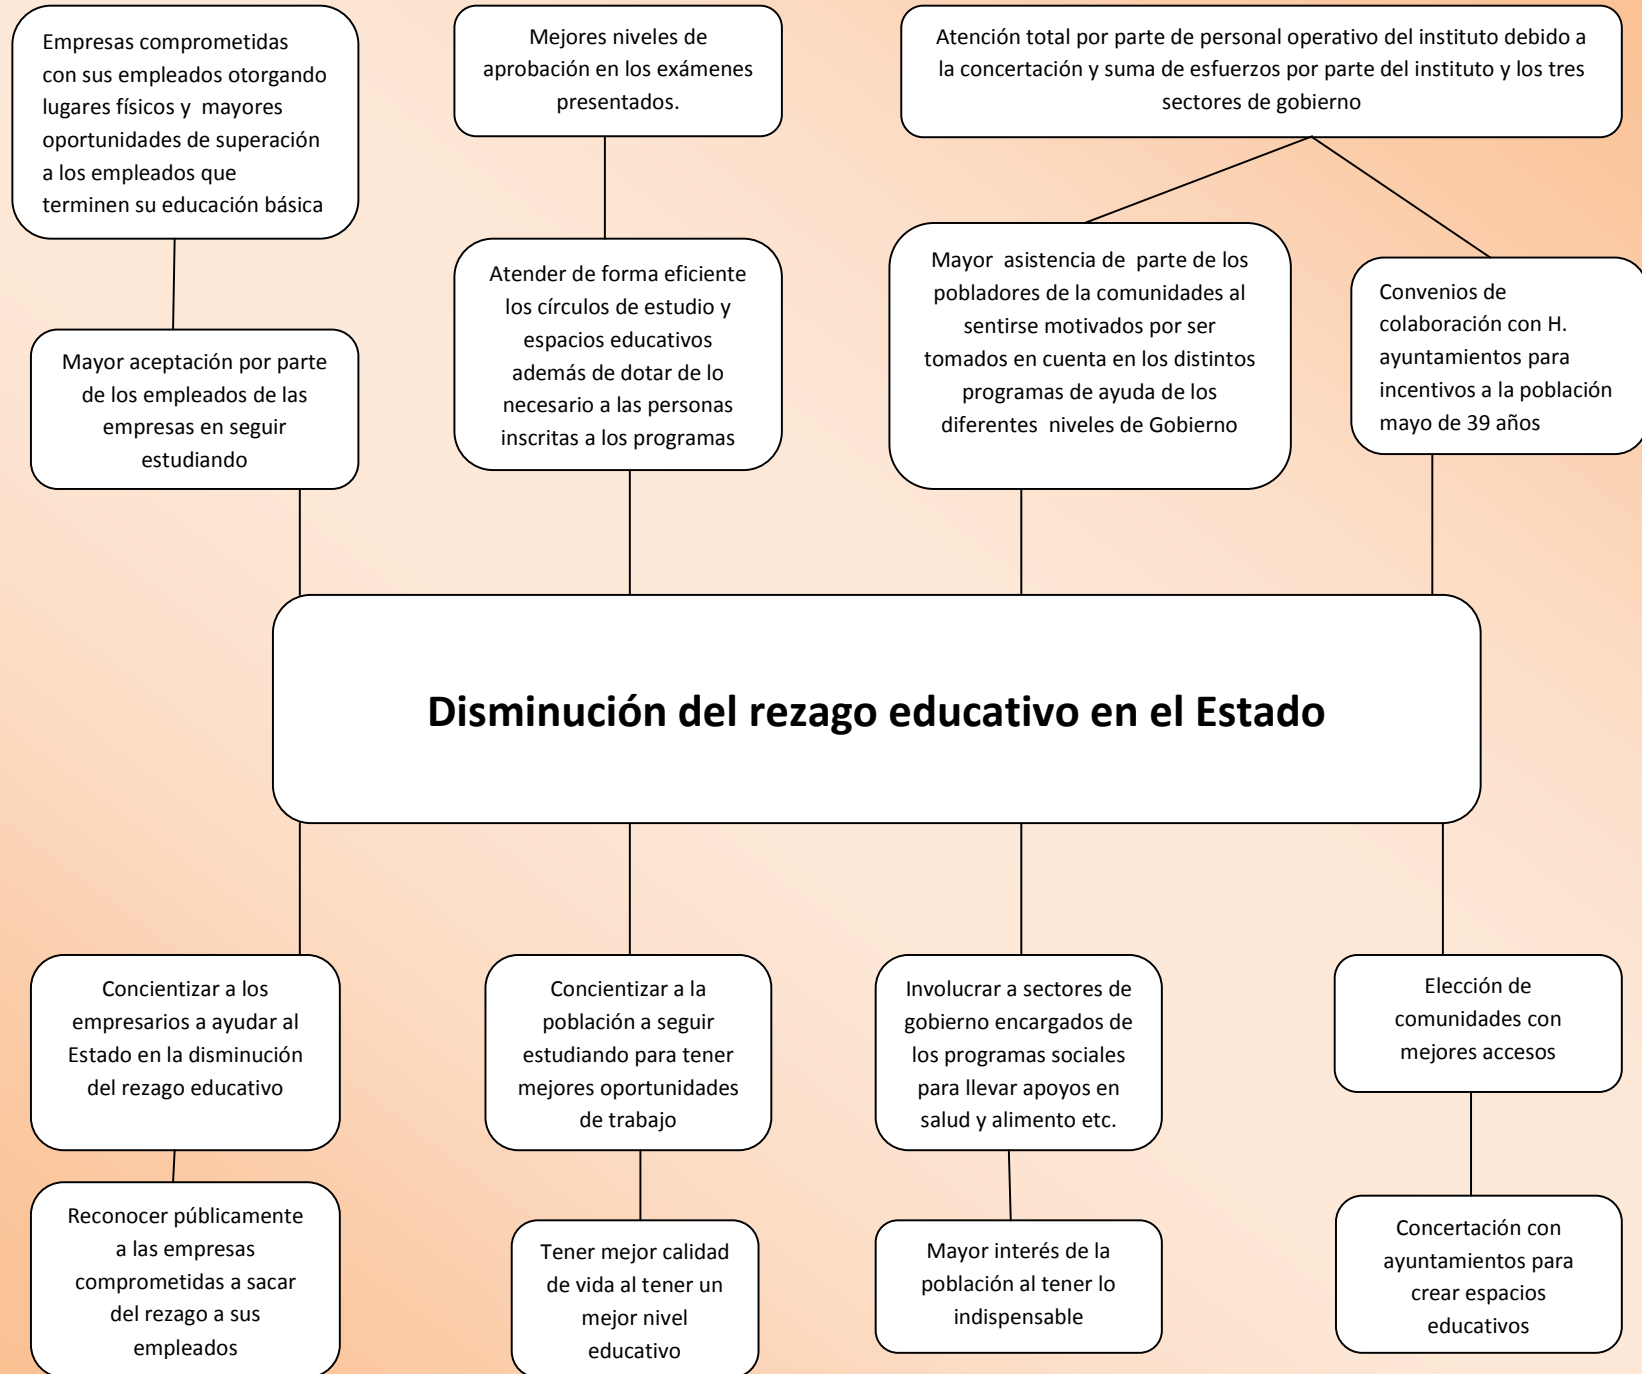 Empresas comprometidas
con sus empleados otorgando
lugares físicos y mayores
oportunidades de superación
a los empleados que
terminen su educación básica
Mejores niveles de
aprobación en los exámenes
presentados.
Atención total por parte de personal operativo del instituto debido a
la concertación y suma de esfuerzos por parte del instituto y los tres
sectores de gobierno
Mayor aceptación por parte
de los empleados de las
empresas en seguir
estudiando
Atender de forma eficiente
los círculos de estudio y
espacios educativos
además de dotar de lo
necesario a las personas
inscritas a los programas
Mayor asistencia de parte de los
pobladores de la comunidades al
sentirse motivados por ser
tomados en cuenta en los distintos
programas de ayuda de los
diferentes niveles de Gobierno
Convenios de
colaboración con H.
ayuntamientos para
incentivos a la población
mayo de 39 años
Disminución del rezago educativo en el Estado
Concientizar a los
empresarios a ayudar al
Estado en la disminución
del rezago educativo
Concientizar a la
población a seguir
estudiando para tener
mejores oportunidades
de trabajo
Involucrar a sectores de
gobierno encargados de
los programas sociales
para llevar apoyos en
salud y alimento etc.
Elección de
comunidades con
mejores accesos
Reconocer públicamente
a las empresas
comprometidas a sacar
del rezago a sus
empleados
Tener mejor calidad
de vida al tener un
mejor nivel
educativo
Mayor interés de la
población al tener lo
indispensable
Concertación con
ayuntamientos para
crear espacios
educativos